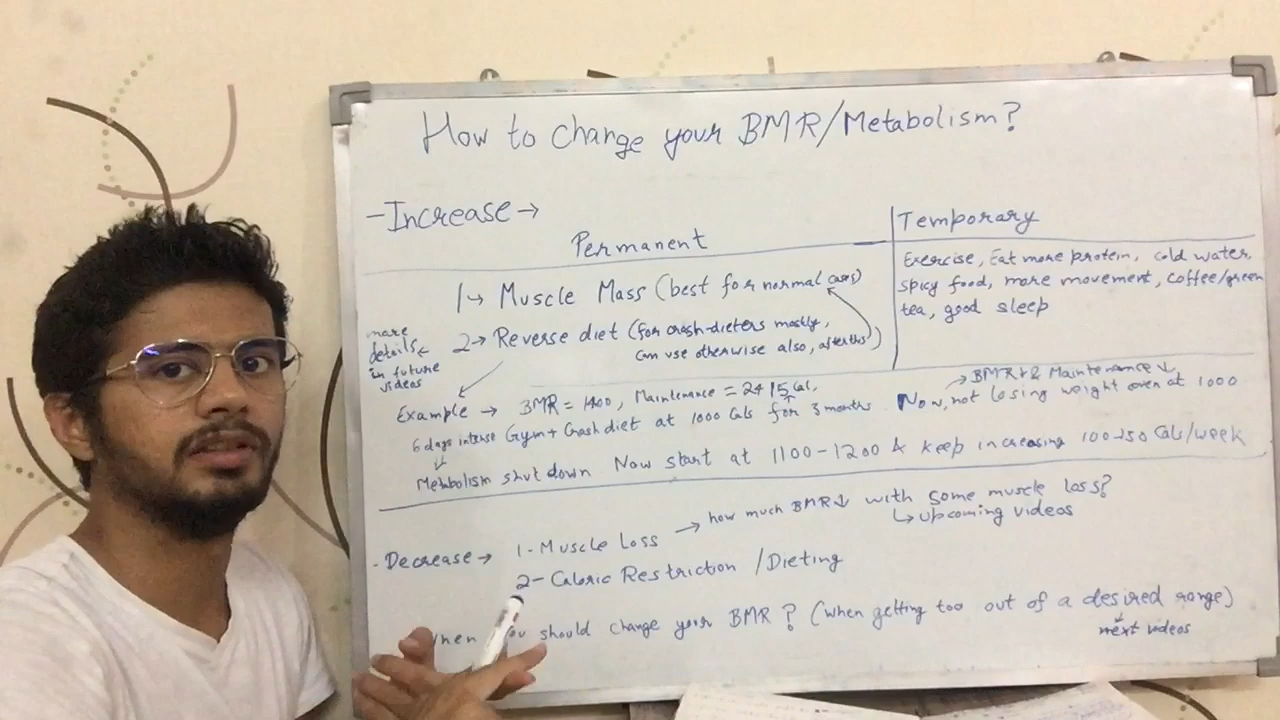 How to change your BMR/Metabolism?
- Increase →
Permanent
Temporary
1→ Muscle Mass (best for normal cases)
2→ Reverse diet (for crash-dieters mostly,
can use otherwise also, after this)
more
details
in future
videos
Exercise, Eat more protein, cold water,
spicy food, more movement, coffee/green
tea, good sleep
Example → BMR = 1400, Maintenance = 2415 Cal,
→ BMR↓ & Maintenance ↓
6 days intense Gym + Crash diet at 1000 Cals for 3 months. Now, not losing weight even at 1000
Metabolism shut down Now start at 1100-1200 & keep increasing 100-150 Cals/week
- Decrease → 1- Muscle Loss → how much BMR↓ with some muscle loss?
↳ upcoming videos
2- Caloric Restriction / Dieting
should change your BMR? (when getting too out of a desired range)
next videos